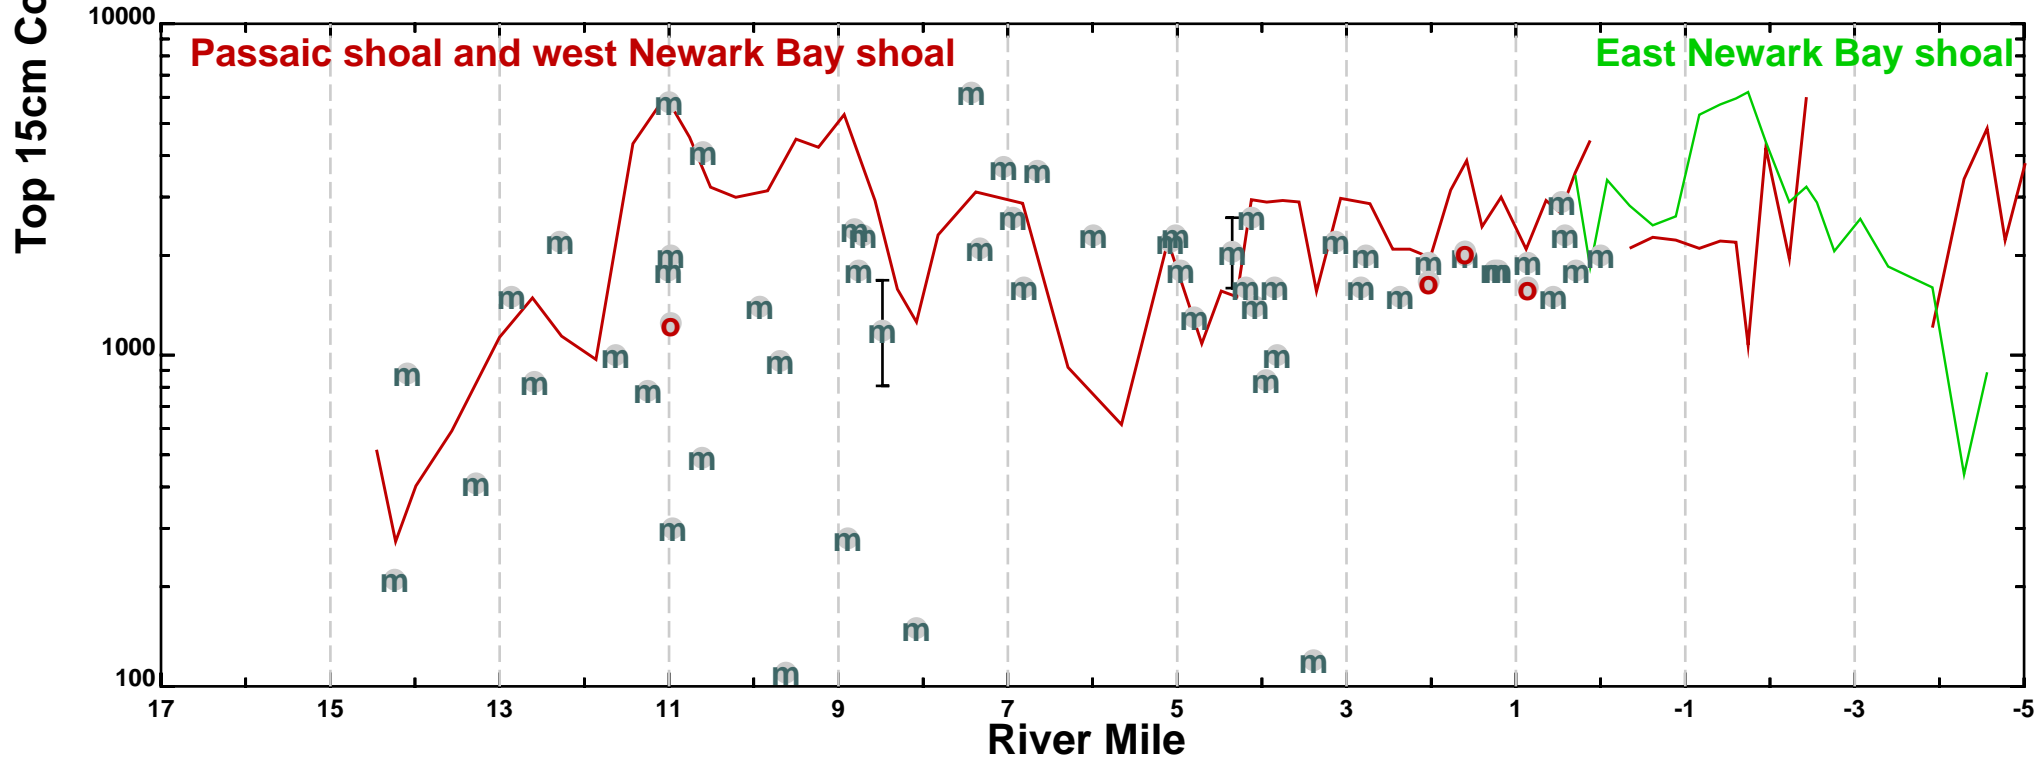 10000
Passaic shoal and west Newark Bay shoal
East Newark Bay shoal
Top 15cm
1000
100
17 15 13 11 9 7 5 3 1 -1 -3 -5
River Mile